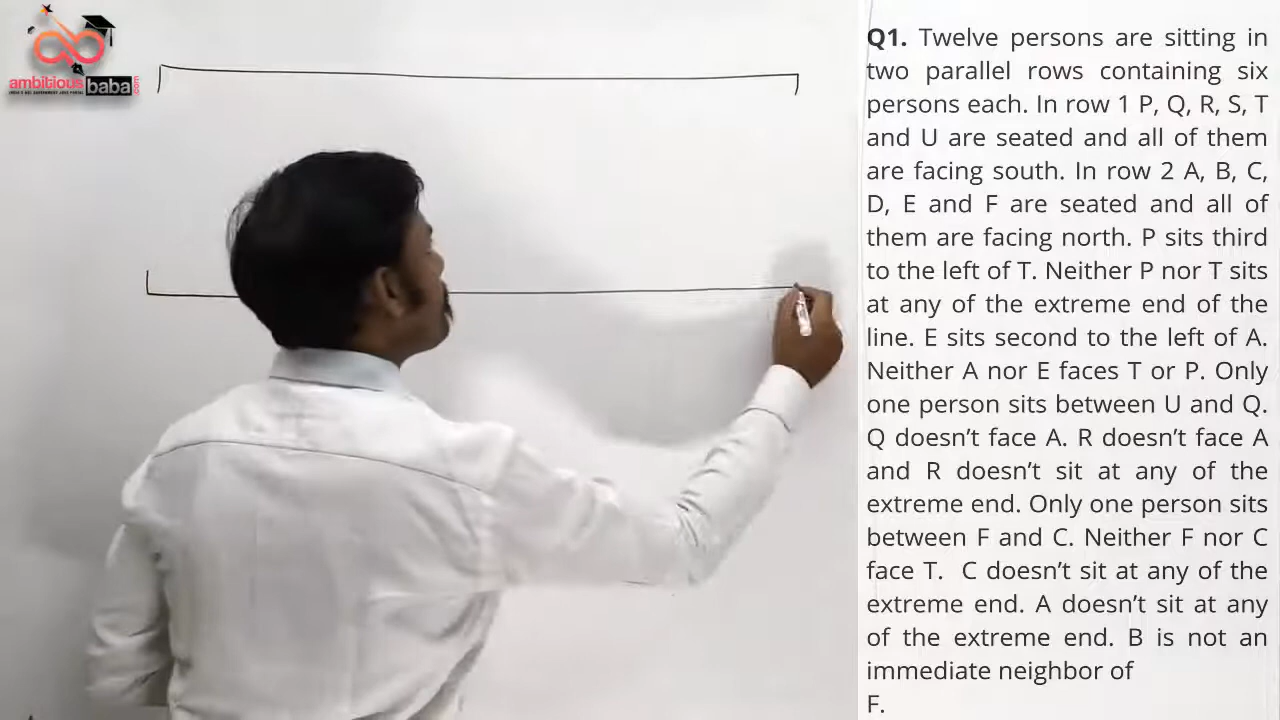 ambitiousbaba.com
Q1. Twelve persons are sitting in
two parallel rows containing six
persons each. In row 1 P, Q, R, S, T
and U are seated and all of them
are facing south. In row 2 A, B, C,
D, E and F are seated and all of
them are facing north. P sits third
to the left of T. Neither P nor T sits
at any of the extreme end of the
line. E sits second to the left of A.
Neither A nor E faces T or P. Only
one person sits between U and Q.
Q doesn’t face A. R doesn’t face A
and R doesn’t sit at any of the
extreme end. Only one person sits
between F and C. Neither F nor C
face T.  C doesn’t sit at any of the
extreme end. A doesn’t sit at any
of the extreme end. B is not an
immediate neighbor of
F.